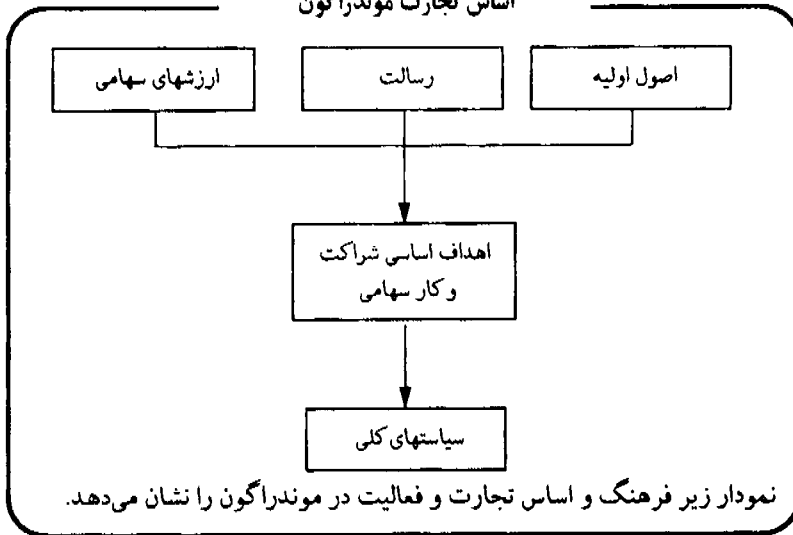 اساس تجارت موندراگون
اصول اولیه
رسالت
ارزشهای سهامی
اهداف اساسی شراکت
و کار سهامی
سیاستهای کلی
نمودار زیر فرهنگ و اساس تجارت و فعالیت در موندراگون را نشان می‌دهد.